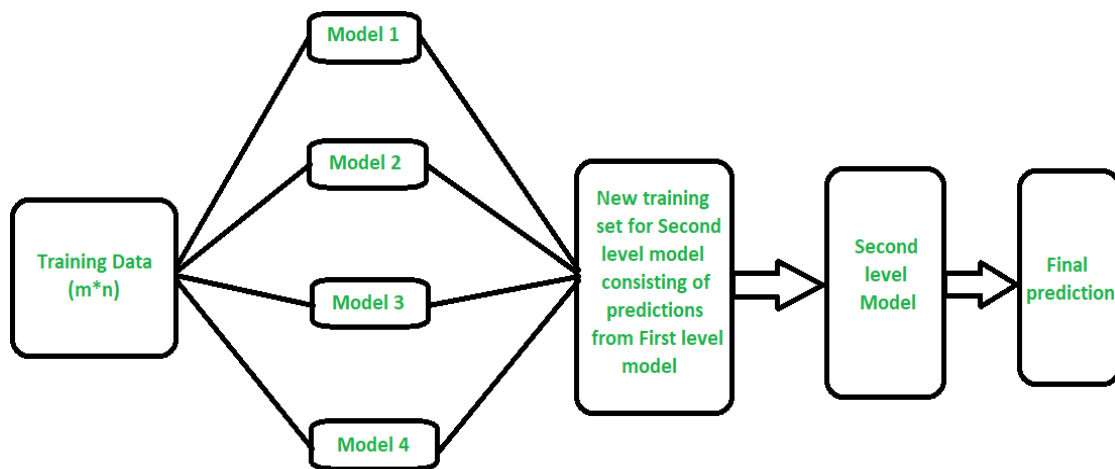 Model 1
Model 2
Training Data
(m*n)
Model 3
Model 4
New training
set for Second
level model
consisting of
predictions
from First level
model
Second
level
Model
Final
prediction